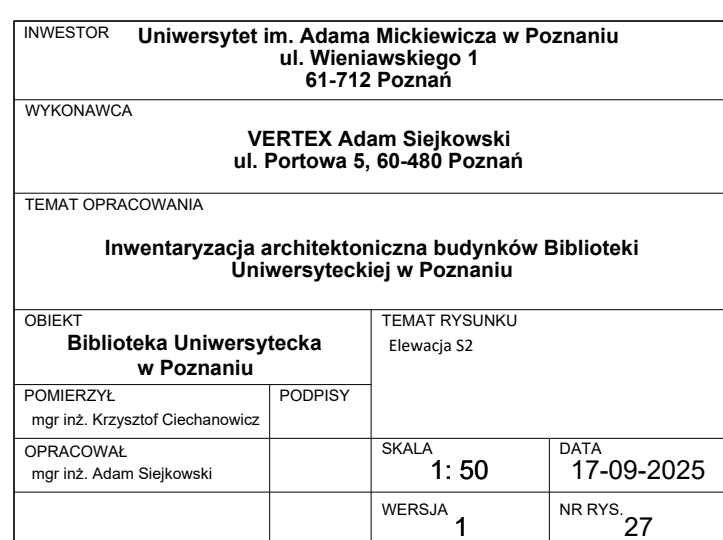 INWESTOR
Uniwersytet im. Adama Mickiewicza w Poznaniu
ul. Wieniawskiego 1
61-712 Poznań
WYKONAWCA
VERTEX Adam Siejkowski
ul. Portowa 5, 60-480 Poznań
TEMAT OPRACOWANIA
Inwentaryzacja architektoniczna budynków Biblioteki
Uniwersyteckiej w Poznaniu
OBIEKT
Biblioteka Uniwersytecka
w Poznaniu
TEMAT RYSUNKU
Elewacja S2
POMIERZYŁ
mgr inż. Krzysztof Ciechanowicz
PODPISY
OPRACOWAŁ
mgr inż. Adam Siejkowski
SKALA
1: 50
DATA
17-09-2025
WERSJA
1
NR RYS.
27